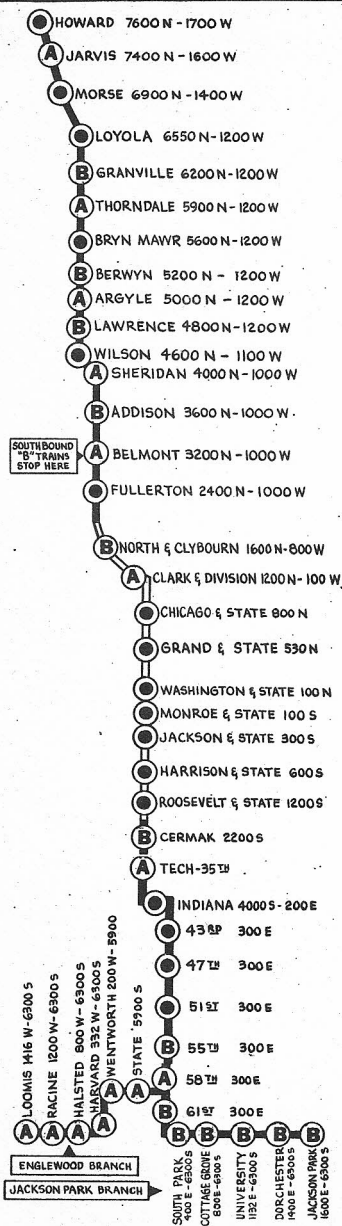 HOWARD 7600 N - 1700 W
A JARVIS 7400 N - 1600 W
MORSE 6900 N - 1400 W
LOYOLA 6550 N - 1200 W
B GRANVILLE 6200 N - 1200 W
A THORNDALE 5900 N - 1200 W
BRYN MAWR 5600 N - 1200 W
B BERWYN 5200 N - 1200 W
A ARGYLE 5000 N - 1200 W
B LAWRENCE 4800 N - 1200 W
WILSON 4600 N - 1100 W
A SHERIDAN 4000 N - 1000 W
B ADDISON 3600 N - 1000 W
SOUTHBOUND
"B" TRAINS
STOP HERE
A BELMONT 3200 N - 1000 W
FULLERTON 2400 N - 1000 W
B NORTH & CLYBOURN 1600 N - 800 W
A CLARK & DIVISION 1200 N - 100 W
CHICAGO & STATE 800 N
GRAND & STATE 530 N
WASHINGTON & STATE 100 N
MONROE & STATE 100 S
JACKSON & STATE 300 S
HARRISON & STATE 600 S
ROOSEVELT & STATE 1200 S
B CERMAK 2200 S
A TECH - 35TH
INDIANA 4000 S - 200 E
43RD 300 E
47TH 300 E
51ST 300 E
B 55TH 300 E
A 58TH 300 E
B 61ST 300 E
A STATE 5900 S
A WENTWORTH 200 W - 5900
A HARVARD 332 W - 6300 S
A HALSTED 800 W - 6300 S
A RACINE 1200 W - 6300 S
A LOOMIS 1416 W - 6300 S
ENGLEWOOD BRANCH
JACKSON PARK BRANCH
B SOUTH PARK
400 E - 6300 S
B COTTAGE GROVE
800 E - 6300 S
B UNIVERSITY
1132 E - 6300 S
B DORCHESTER
1400 E - 6300 S
B JACKSON PARK
1600 E - 6300 S